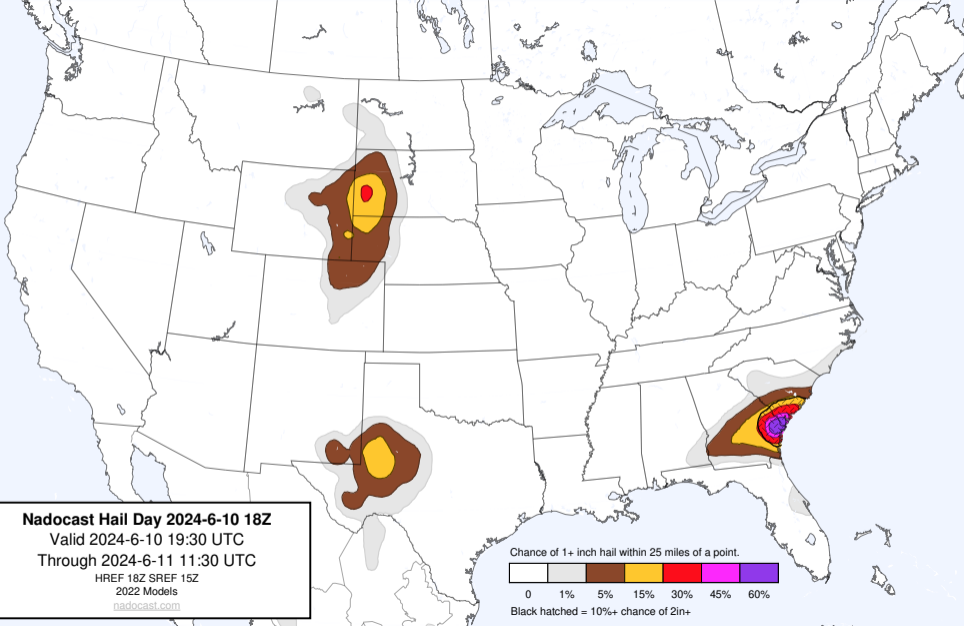 Nadocast Hail Day 2024-6-10 18Z
Valid 2024-6-10 19:30 UTC
Through 2024-6-11 11:30 UTC
HREF 18Z SREF 15Z
2022 Models
nadocast.com
Chance of 1+ inch hail within 25 miles of a point.
0 1% 5% 15% 30% 45% 60%
Black hatched = 10%+ chance of 2in+